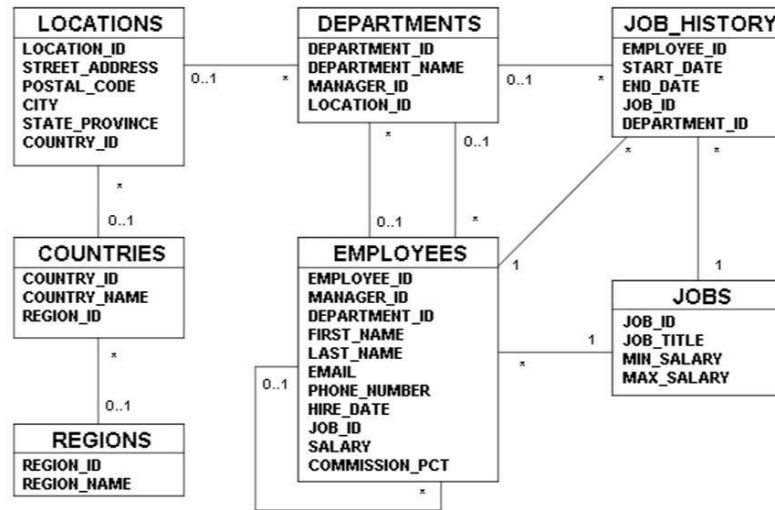 LOCATIONS
LOCATION_ID
STREET_ADDRESS
POSTAL_CODE
CITY
STATE_PROVINCE
COUNTRY_ID
0..1
*
DEPARTMENTS
DEPARTMENT_ID
DEPARTMENT_NAME
MANAGER_ID
LOCATION_ID
0..1
*
JOB_HISTORY
EMPLOYEE_ID
START_DATE
END_DATE
JOB_ID
DEPARTMENT_ID
*
0..1
*
0..1
0..1
*
*
1
*
1
COUNTRIES
COUNTRY_ID
COUNTRY_NAME
REGION_ID
*
0..1
EMPLOYEES
EMPLOYEE_ID
MANAGER_ID
DEPARTMENT_ID
FIRST_NAME
LAST_NAME
EMAIL
PHONE_NUMBER
HIRE_DATE
JOB_ID
SALARY
COMMISSION_PCT
0..1
*
*
1
JOBS
JOB_ID
JOB_TITLE
MIN_SALARY
MAX_SALARY
REGIONS
REGION_ID
REGION_NAME